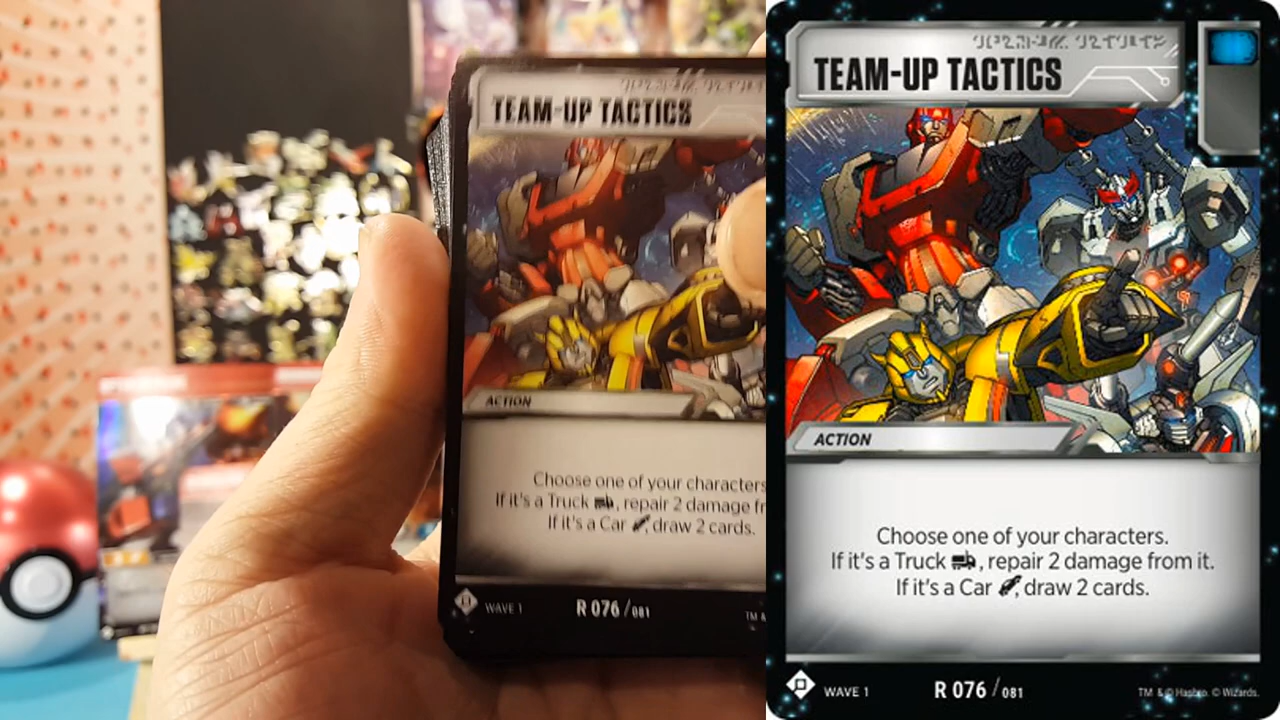 TEAM-UP TACTICS
ACTION
Choose one of your characters
If it's a Truck , repair 2 damage fr
If it's a Car , draw 2 cards.
WAVE 1
R 076 / 081
TM &
TEAM-UP TACTICS
ACTION
Choose one of your characters.
If it's a Truck , repair 2 damage from it.
If it's a Car , draw 2 cards.
WAVE 1
R 076 / 081
TM & © Hasbro. © Wizards.